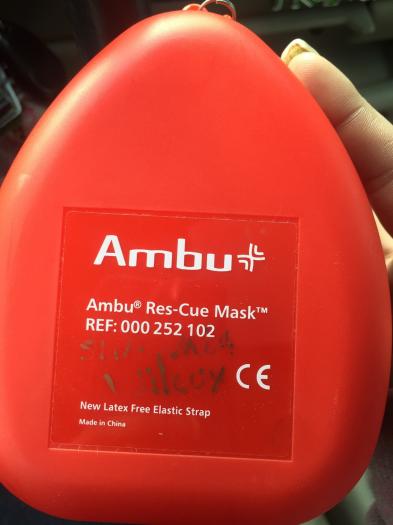 Ambu
Ambu® Res-Cue Mask™
REF: 000 252 102
CE
New Latex Free Elastic Strap
Made in China